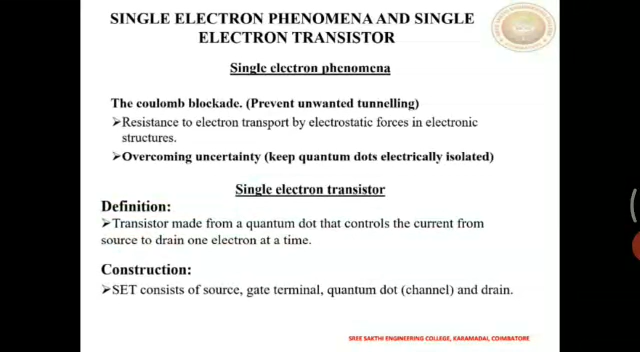 SINGLE ELECTRON PHENOMENA AND SINGLE
ELECTRON TRANSISTOR
Single electron phenomena
The coulomb blockade. (Prevent unwanted tunnelling)
➢Resistance to electron transport by electrostatic forces in electronic
structures.
➢Overcoming uncertainty (keep quantum dots electrically isolated)
Single electron transistor
Definition:
➢Transistor made from a quantum dot that controls the current from
source to drain one electron at a time.
Construction:
➢SET consists of source, gate terminal, quantum dot (channel) and drain.
SREE SAKTHI ENGINEERING COLLEGE, KARAMADAI, COIMBATORE